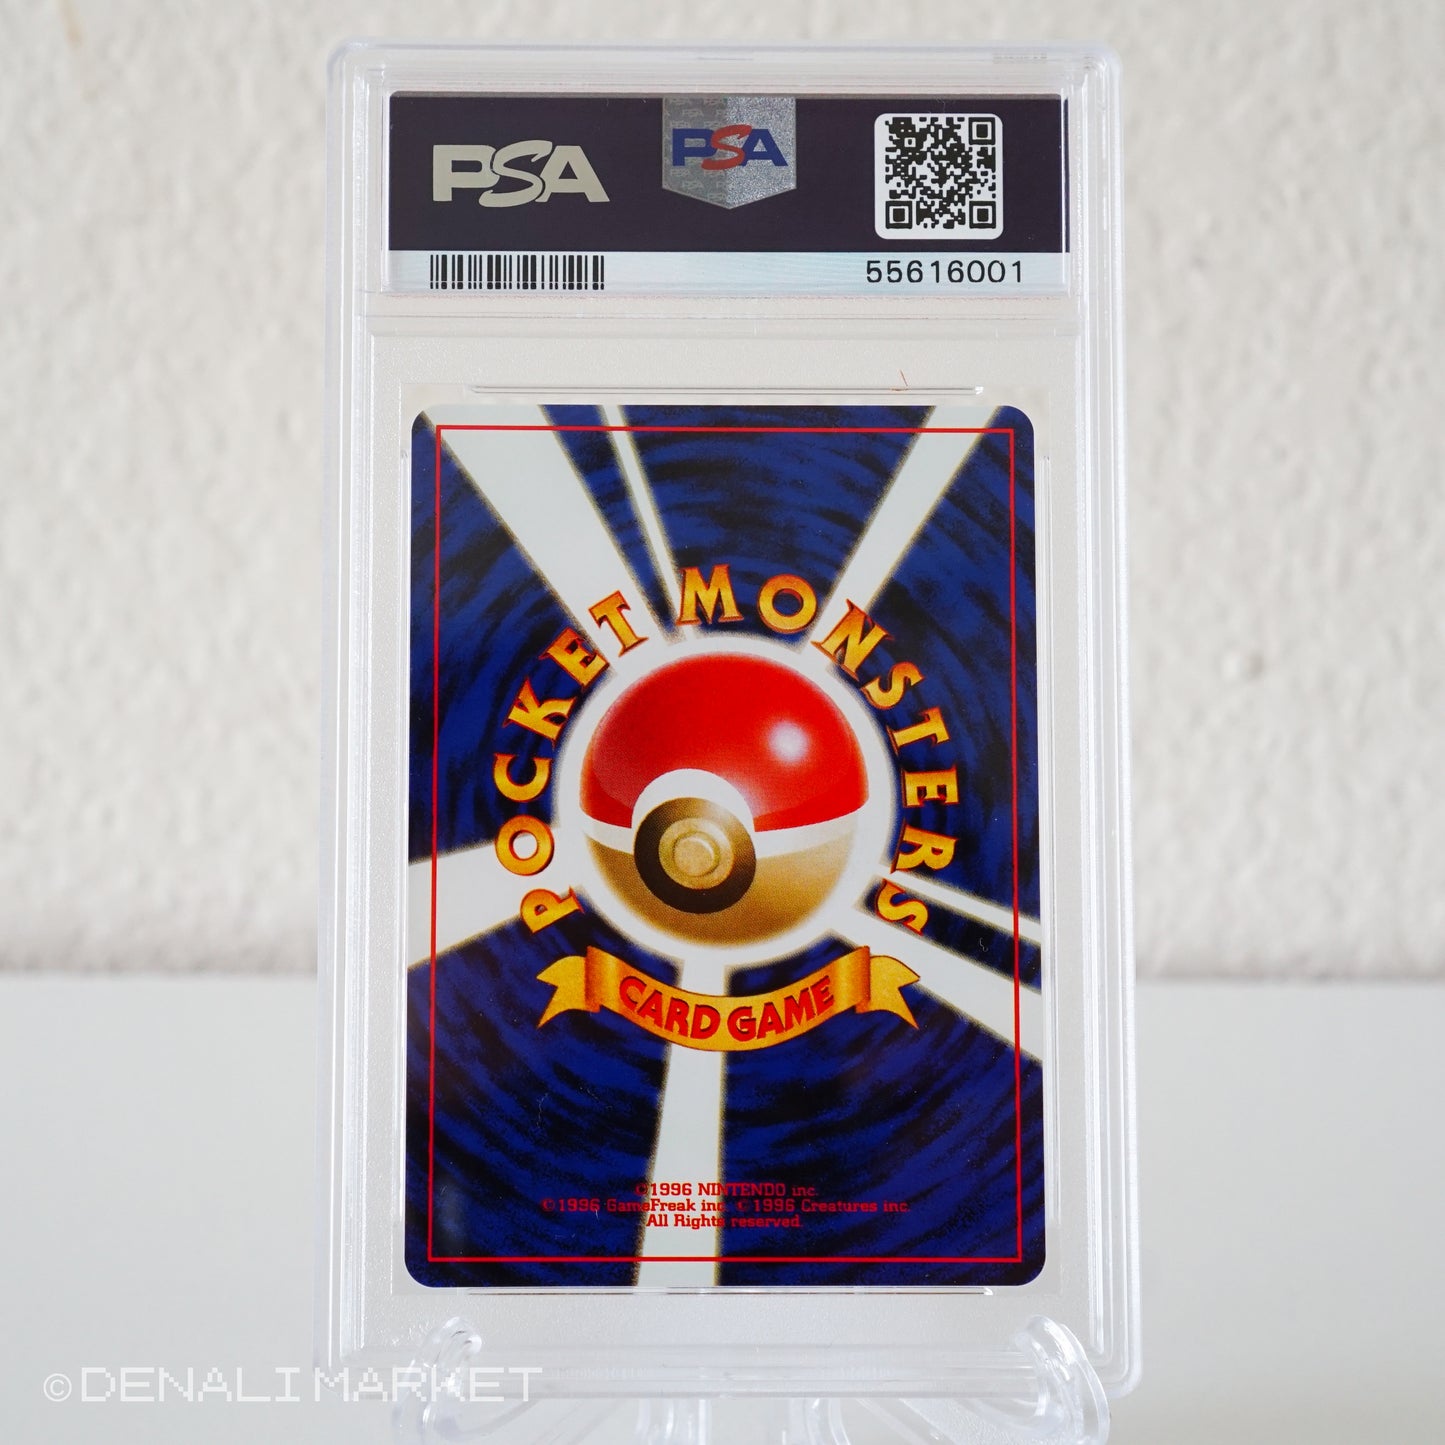 PSA
PSA
55616001
POCKET MONSTERS
CARD GAME
©1996 NINTENDO inc.
©1996 GameFreak inc. ©1996 Creatures inc.
All Rights reserved.
©DENALI MARKET